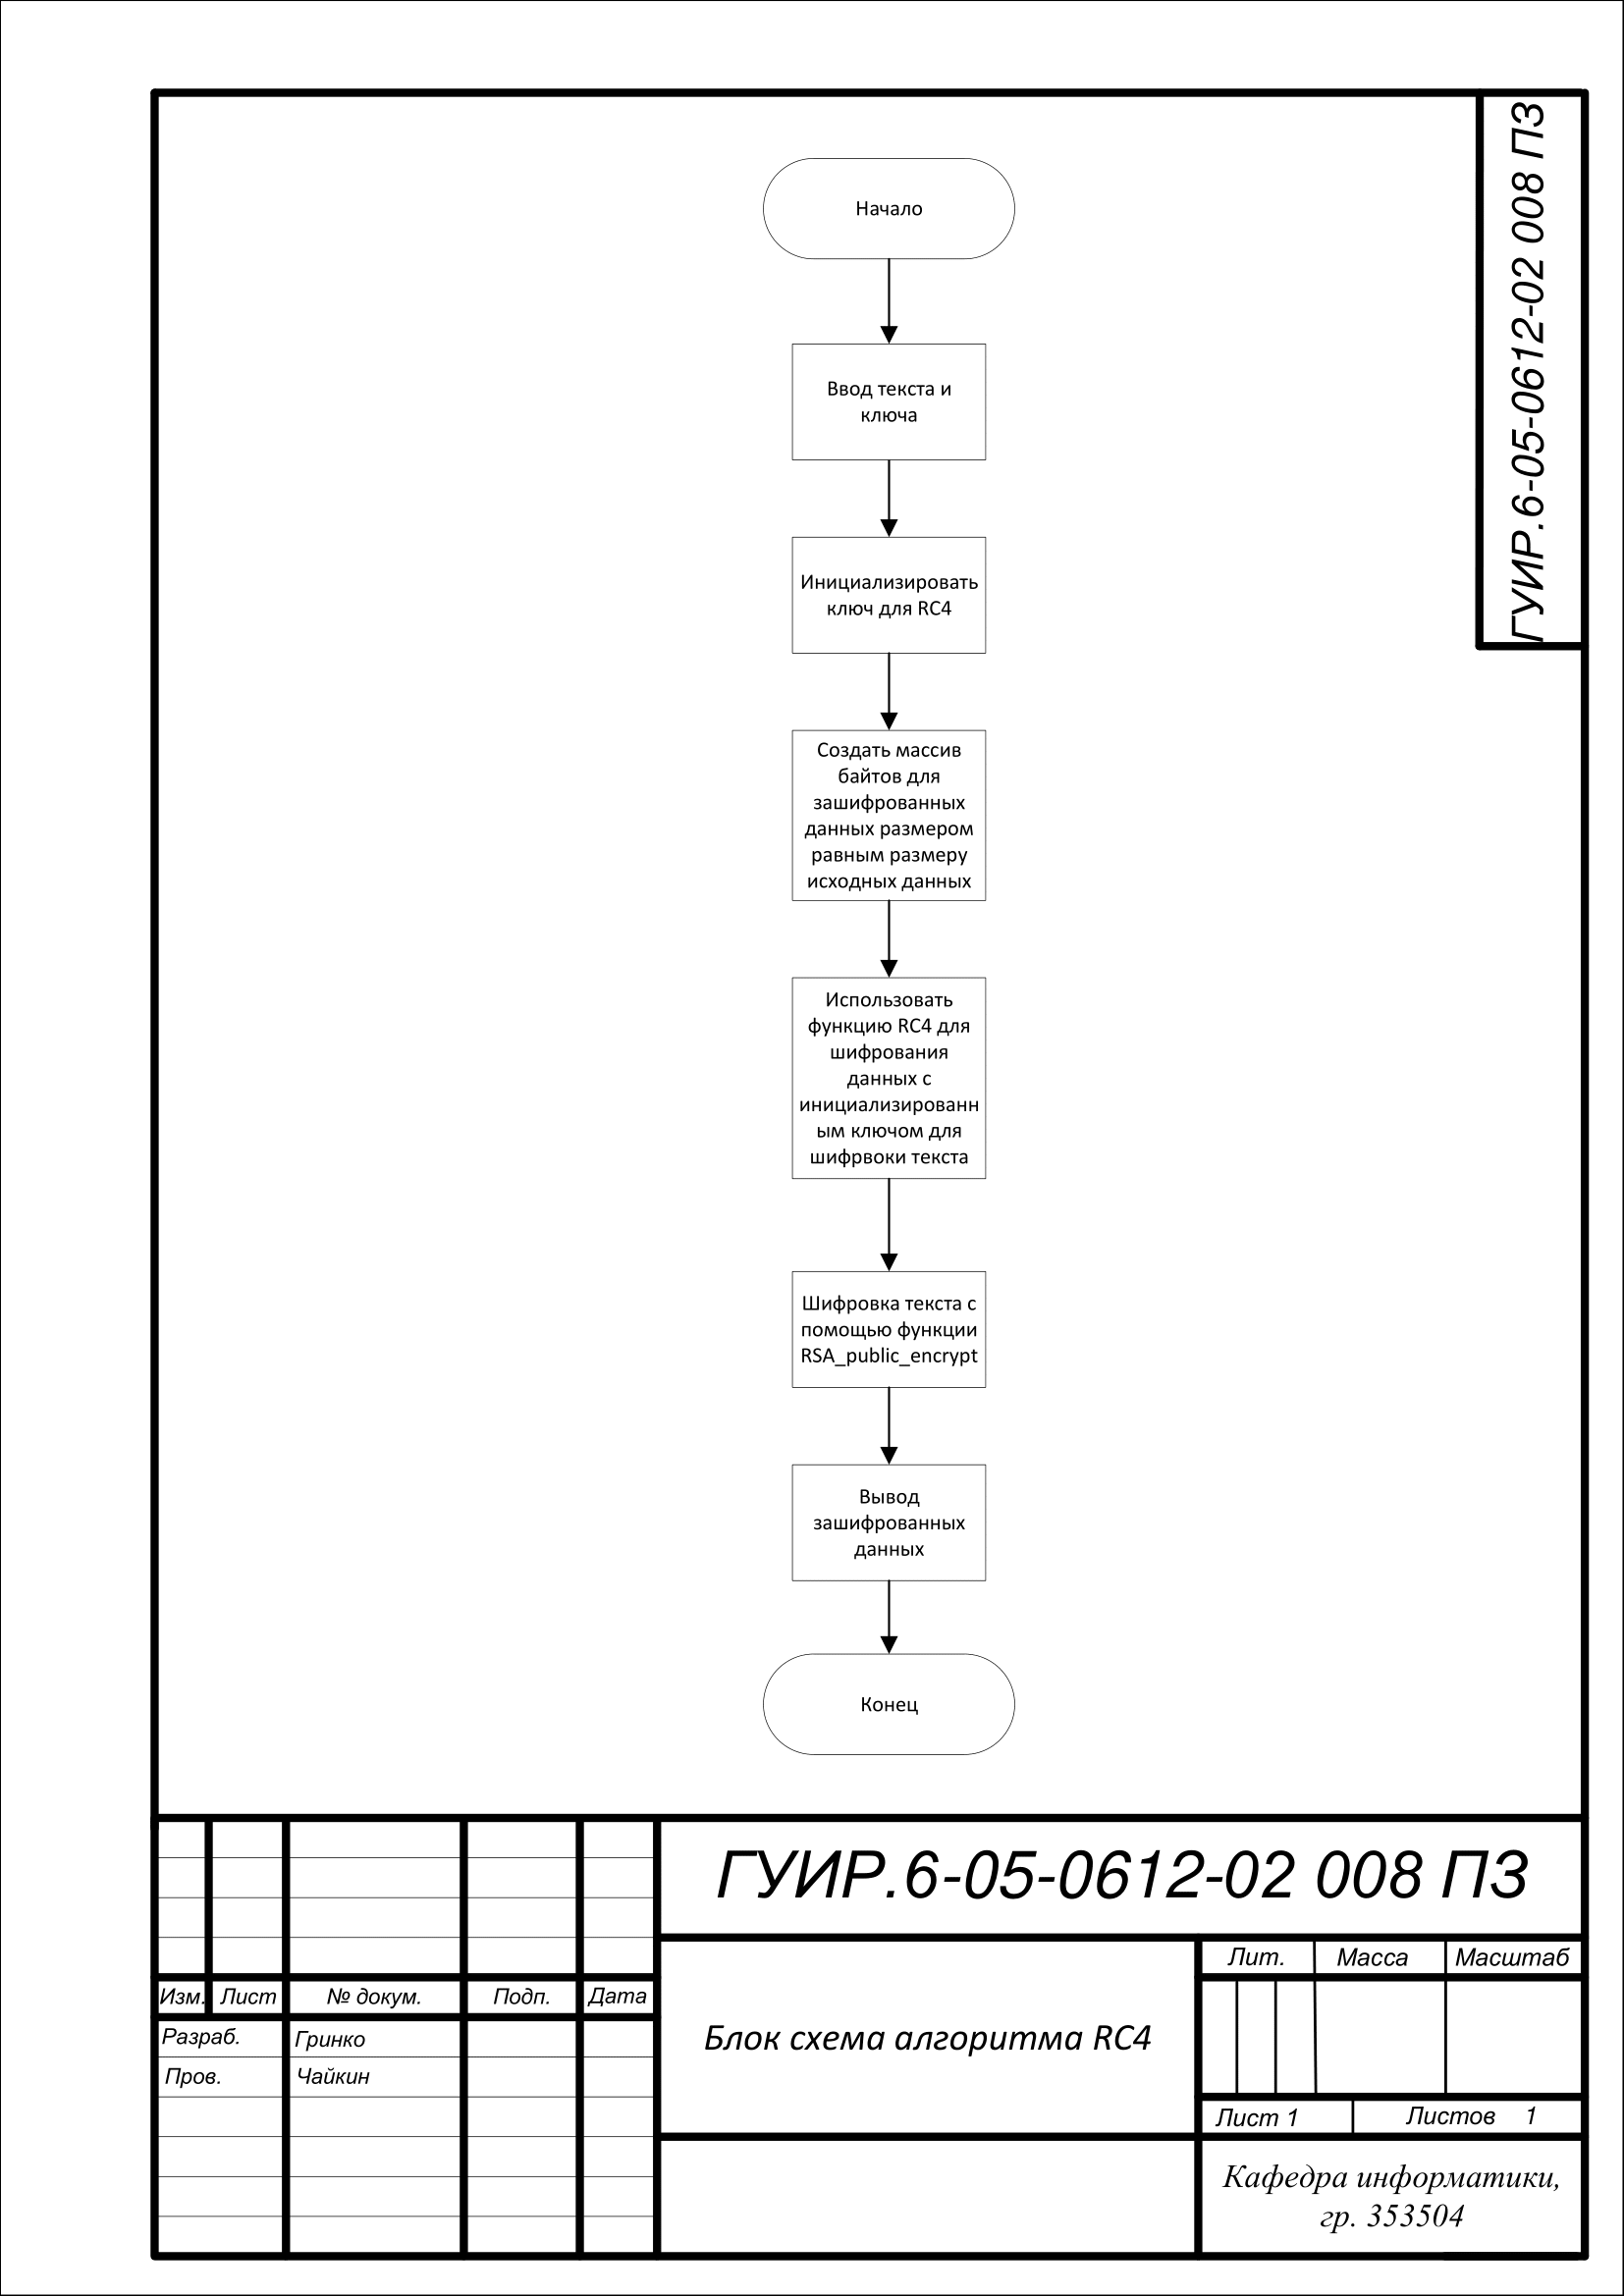 ГУИР.6-05-0612-02 008 ПЗ
Начало
Ввод текста и
ключа
Инициализировать
ключ для RC4
Создать массив
байтов для
зашифрованных
данных размером
равным размеру
исходных данных
Использовать
функцию RC4 для
шифрования
данных с
инициализированн
ым ключом для
шифрвоки текста
Шифровка текста с
помощью функции
RSA_public_encrypt
Вывод
зашифрованных
данных
Конец
ГУИР.6-05-0612-02 008 ПЗ
Лит. Масса Масштаб
Изм. Лист № докум. Подп. Дата
Разраб. Гринко
Пров. Чайкин
Блок схема алгоритма RC4
Лист 1 Листов 1
Кафедра информатики,
гр. 353504